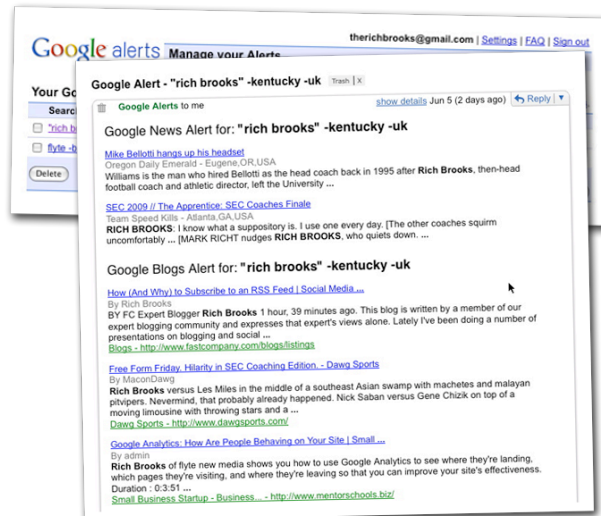 therichbrooks@gmail.com | Settings | FAQ | Sign out
Google alerts Manage your Alerts
Your Go
Searc
"rich b
flyte -b
Delete
Google Alert - "rich brooks" -kentucky -uk Trash | X
Google Alerts to me show details Jun 5 (2 days ago) Reply
Google News Alert for: "rich brooks" -kentucky -uk
Mike Bellotti hangs up his headset
Oregon Daily Emerald - Eugene,OR,USA
Williams is the man who hired Bellotti as the head coach back in 1995 after Rich Brooks, then-head
football coach and athletic director, left the University ...
SEC 2009 // The Apprentice: SEC Coaches Finale
Team Speed Kills - Atlanta,GA,USA
RICH BROOKS: I know what a suppository is. I use one every day. [The other coaches squirm
uncomfortably ... [MARK RICHT nudges RICH BROOKS, who quiets down. ...
Google Blogs Alert for: "rich brooks" -kentucky -uk
How (And Why) to Subscribe to an RSS Feed | Social Media ...
By Rich Brooks
BY FC Expert Blogger Rich Brooks 1 hour, 39 minutes ago. This blog is written by a member of our
expert blogging community and expresses that expert's views alone. Lately I've been doing a number of
presentations on blogging and social ...
Blogs - http://www.fastcompany.com/blogs/listings
Free Form Friday, Hilarity in SEC Coaching Edition. - Dawg Sports
By MaconDawg
Rich Brooks versus Les Miles in the middle of a southeast Asian swamp with machetes and malayan
pitvipers. Nevermind, that probably already happened. Nick Saban versus Gene Chizik on top of a
moving limousine with throwing stars and a ...
Dawg Sports - http://www.dawgsports.com/
Google Analytics: How Are People Behaving on Your Site | Small ...
By admin
Rich Brooks of flyte new media shows you how to use Google Analytics to see where they're landing,
which pages they're visiting, and where they're leaving so that you can improve your site's effectiveness.
Duration : 0:3:51 ...
Small Business Startup - Business... - http://www.mentorschools.biz/